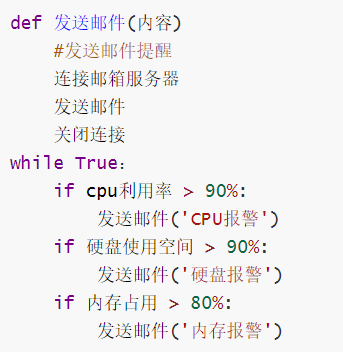 def 发送邮件(内容)
    #发送邮件提醒
    连接邮箱服务器
    发送邮件
    关闭连接
while True：
    if cpu利用率 > 90%:
        发送邮件('CPU报警')
    if 硬盘使用空间 > 90%:
        发送邮件('硬盘报警')
    if 内存占用 > 80%:
        发送邮件('内存报警')